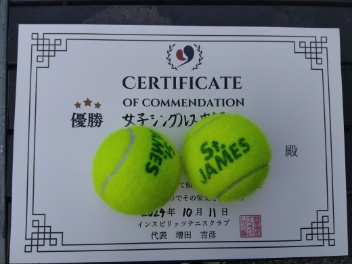 CERTIFICATE
OF COMMENDATION
優勝 女子シングルス
殿
St.
JAMES
JAMES
2024年 10月 11日
インスピリッツテニスクラブ
代表 増田 吉彦